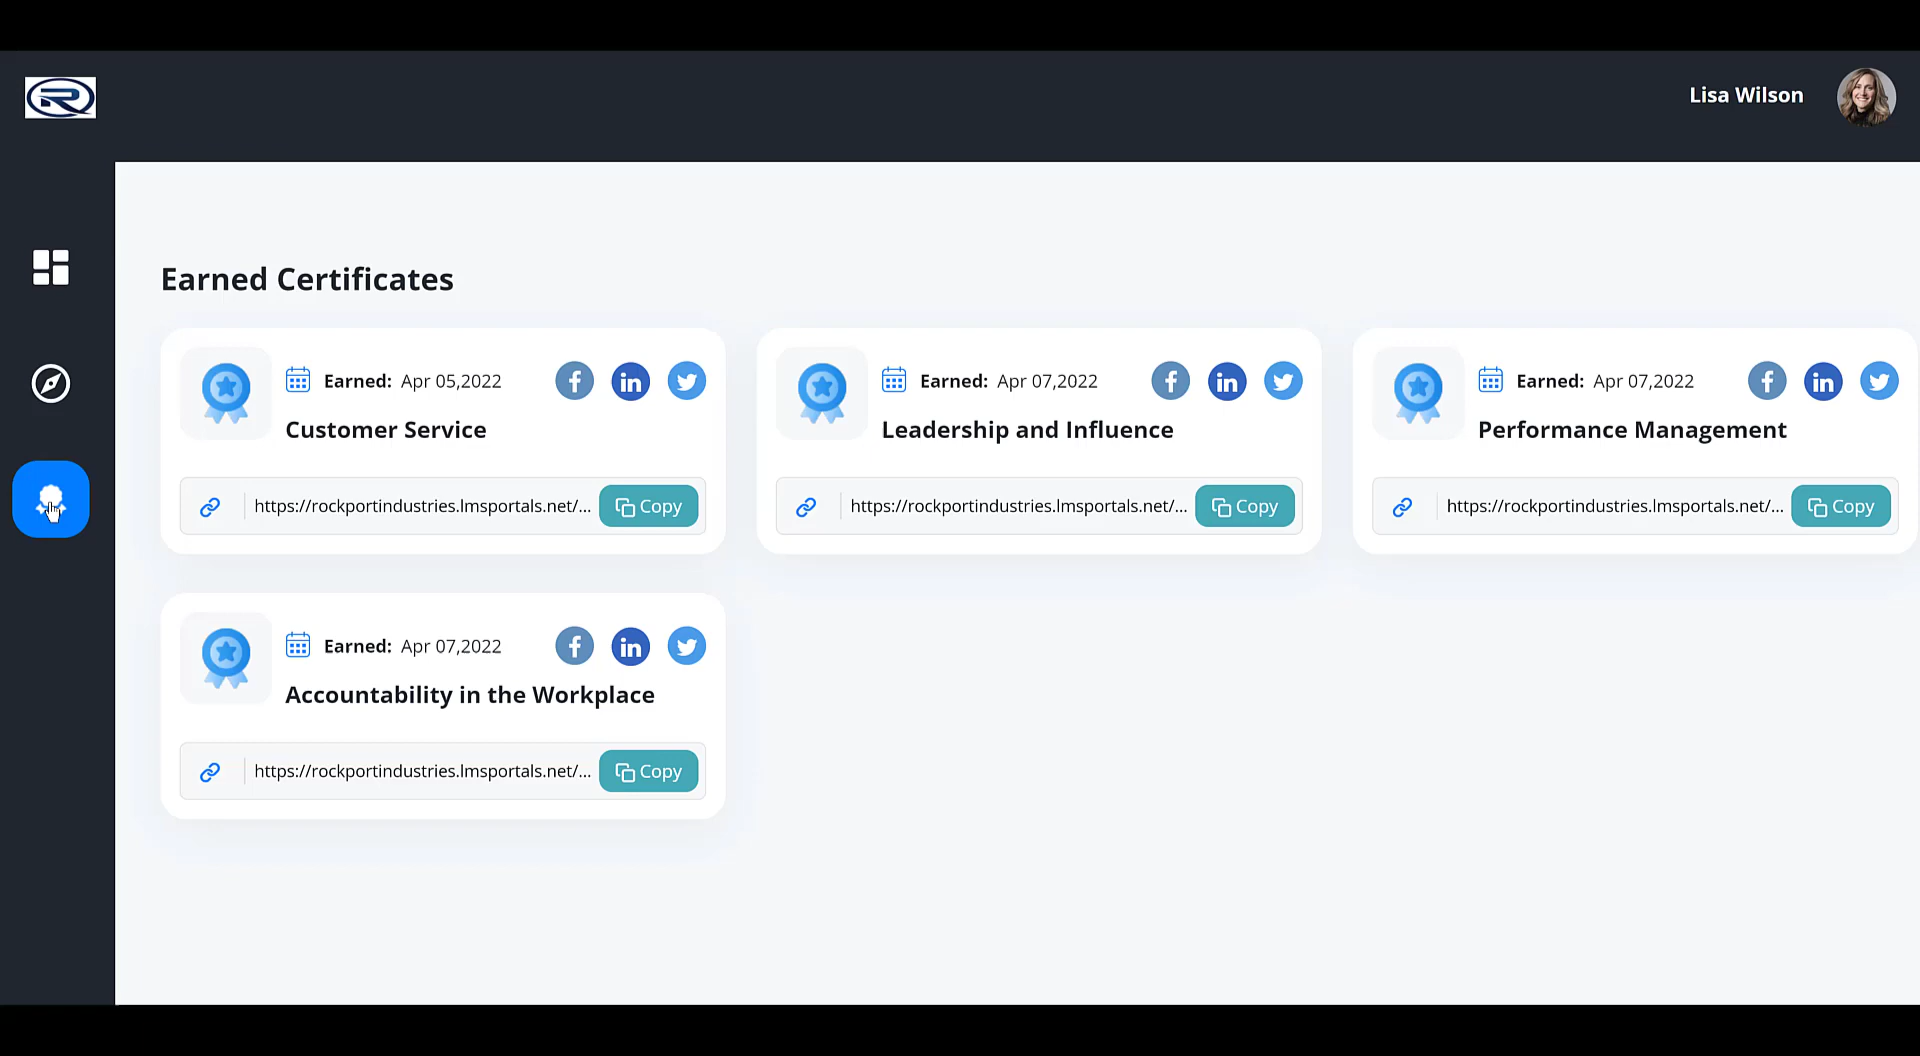 R
Lisa Wilson
Earned Certificates
Earned: Apr 05,2022
Customer Service
https://rockportindustries.lmsportals.net/...
Copy
Earned: Apr 07,2022
Leadership and Influence
https://rockportindustries.lmsportals.net/...
Copy
Earned: Apr 07,2022
Performance Management
https://rockportindustries.lmsportals.net/...
Copy
Earned: Apr 07,2022
Accountability in the Workplace
https://rockportindustries.lmsportals.net/...
Copy